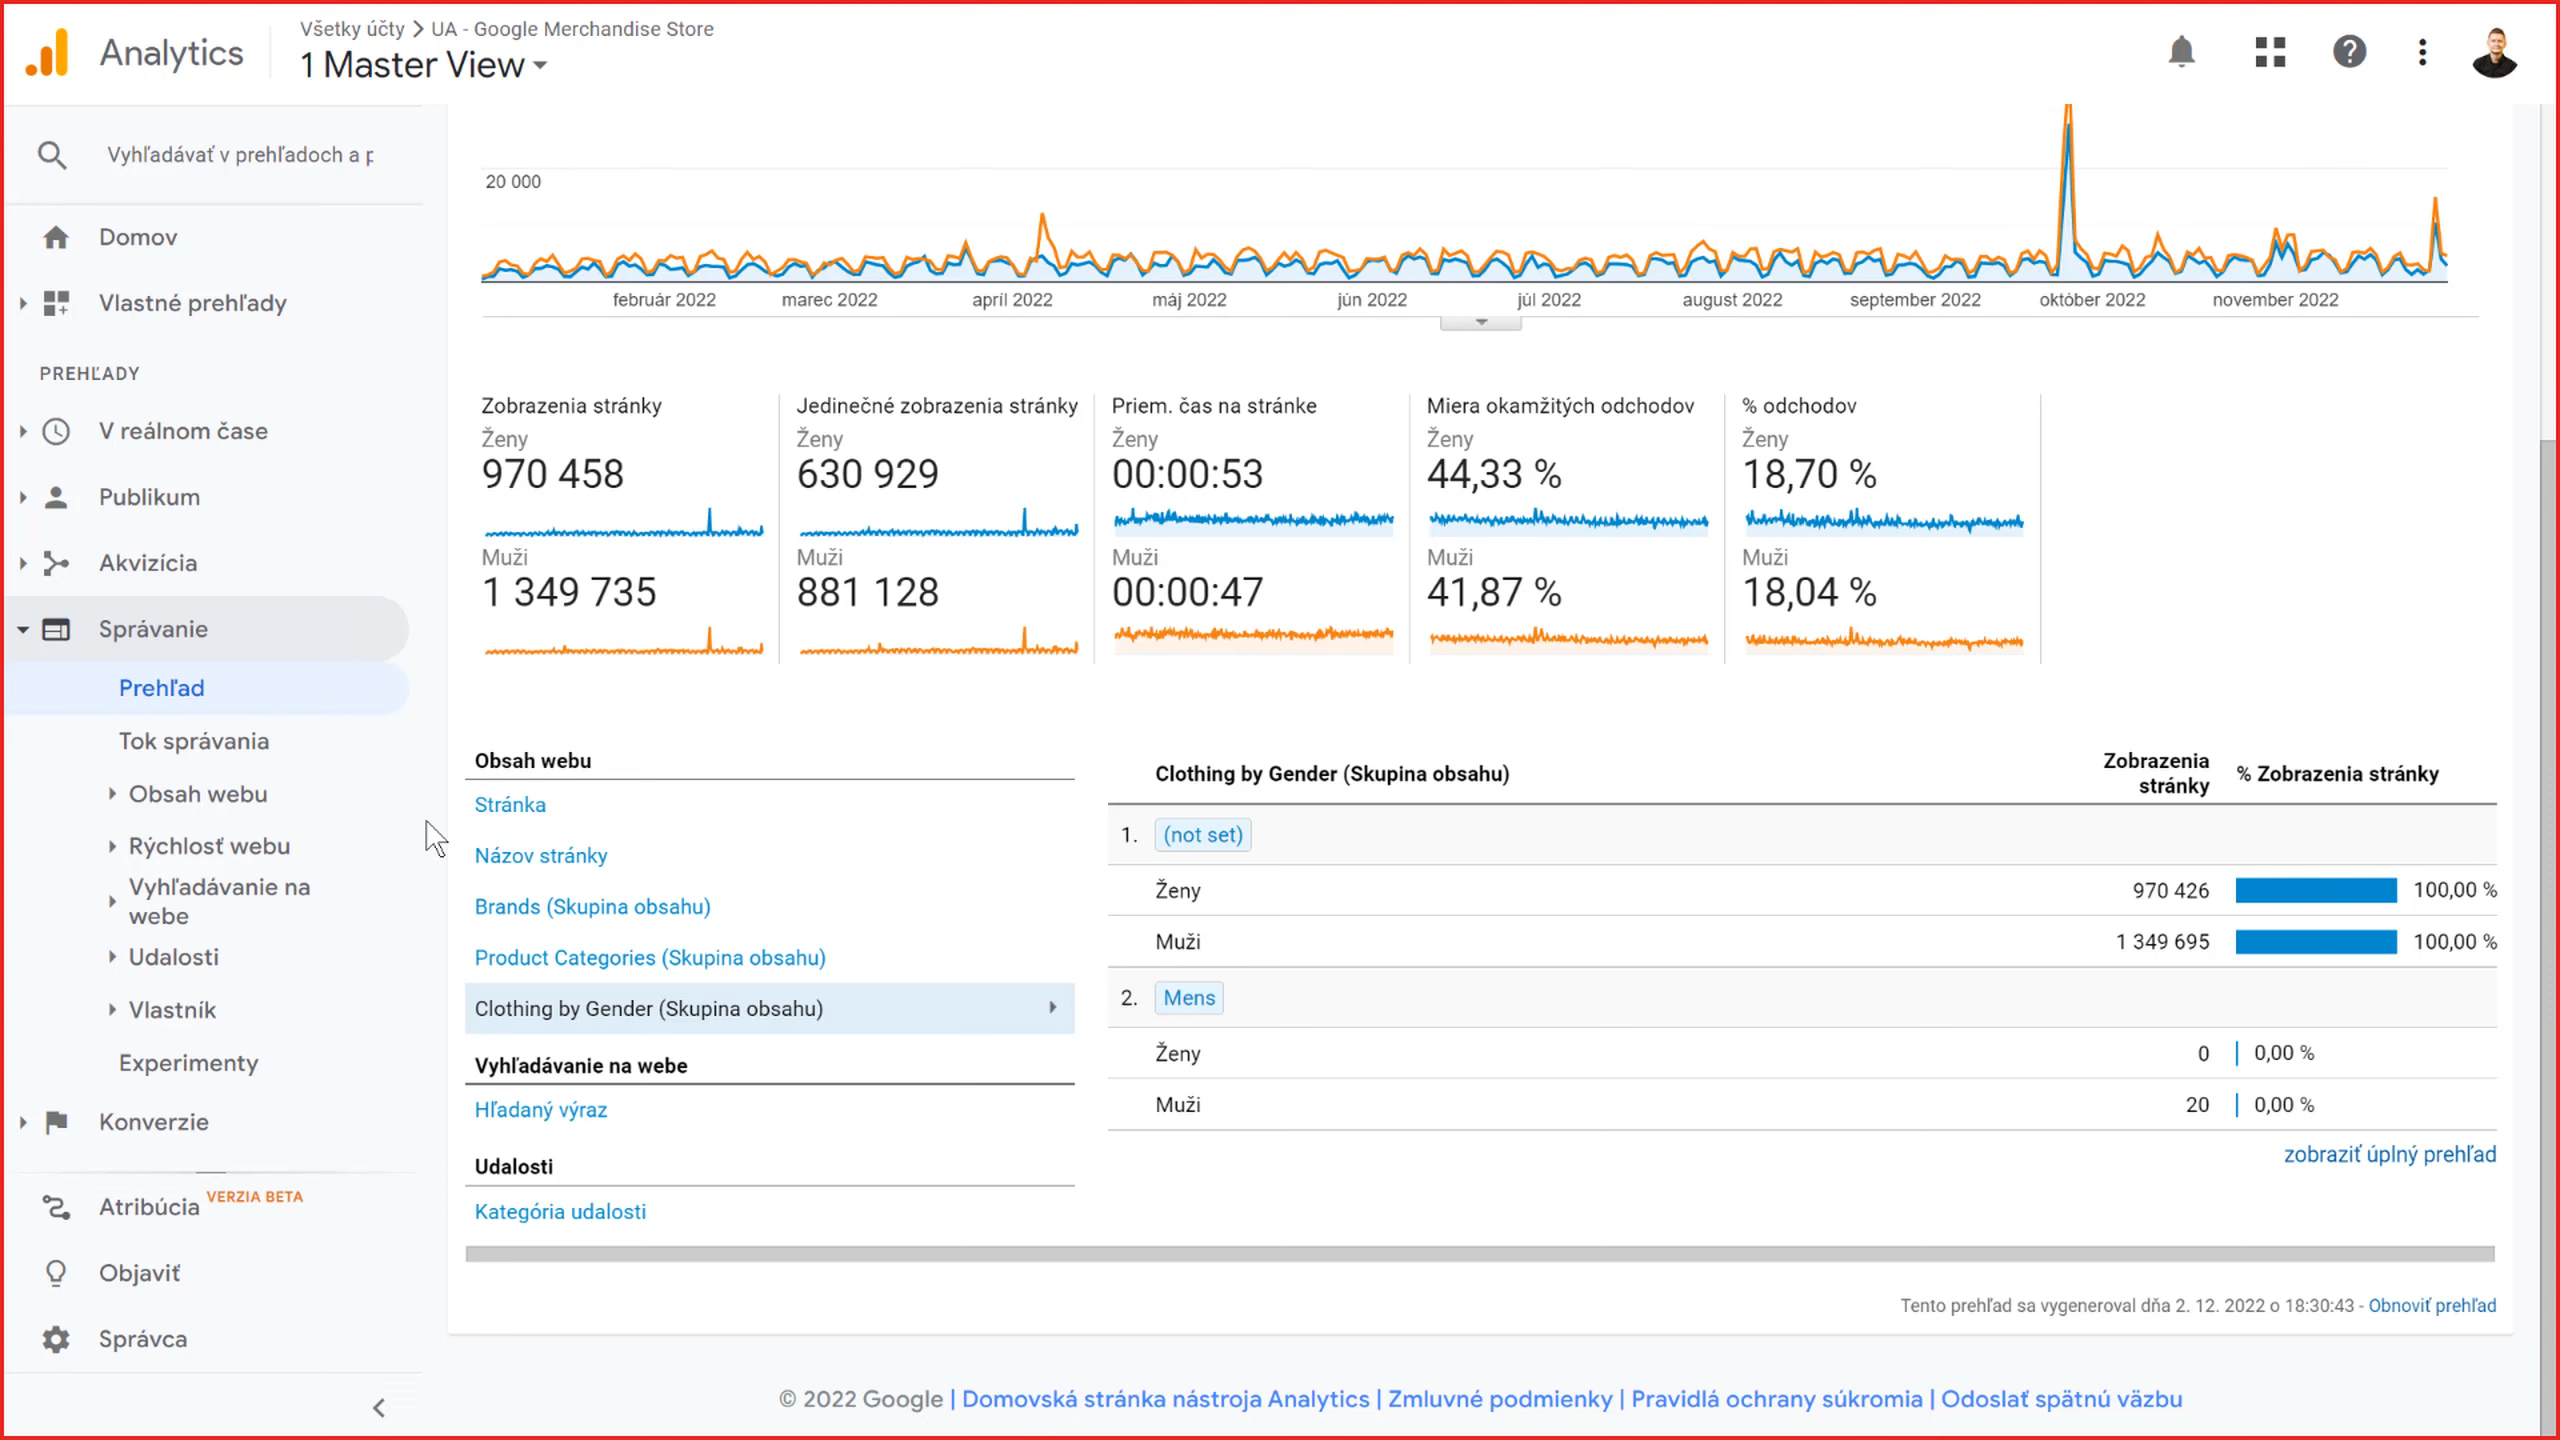 Analytics
Všetky účty > UA - Google Merchandise Store
1 Master View
Vyhľadávať v prehľadoch a p
Domov
Vlastné prehľady
PREHĽADY
V reálnom čase
Publikum
Akvizícia
Správanie
Prehľad
Tok správania
Obsah webu
Rýchlosť webu
Vyhľadávanie na
webe
Udalosti
Vlastník
Experimenty
Konverzie
Atribúcia VERZIA BETA
Objaviť
Správca
20 000
február 2022 marec 2022 apríl 2022 máj 2022 jún 2022 júl 2022 august 2022 september 2022 október 2022 november 2022
Zobrazenia stránky
Ženy
970 458
Muži
1 349 735
Jedinečné zobrazenia stránky
Ženy
630 929
Muži
881 128
Priem. čas na stránke
Ženy
00:00:53
Muži
00:00:47
Miera okamžitých odchodov
Ženy
44,33 %
Muži
41,87 %
% odchodov
Ženy
18,70 %
Muži
18,04 %
Obsah webu
Stránka
Názov stránky
Brands (Skupina obsahu)
Product Categories (Skupina obsahu)
Clothing by Gender (Skupina obsahu)
Vyhľadávanie na webe
Hľadaný výraz
Udalosti
Kategória udalosti
Clothing by Gender (Skupina obsahu)
Zobrazenia
stránky
% Zobrazenia stránky
1. (not set)
Ženy 970 426 100,00 %
Muži 1 349 695 100,00 %
2. Mens
Ženy 0 0,00 %
Muži 20 0,00 %
zobraziť úplný prehľad
Tento prehľad sa vygeneroval dňa 2. 12. 2022 o 18:30:43 - Obnoviť prehľad
© 2022 Google | Domovská stránka nástroja Analytics | Zmluvné podmienky | Pravidlá ochrany súkromia | Odoslať spätnú väzbu